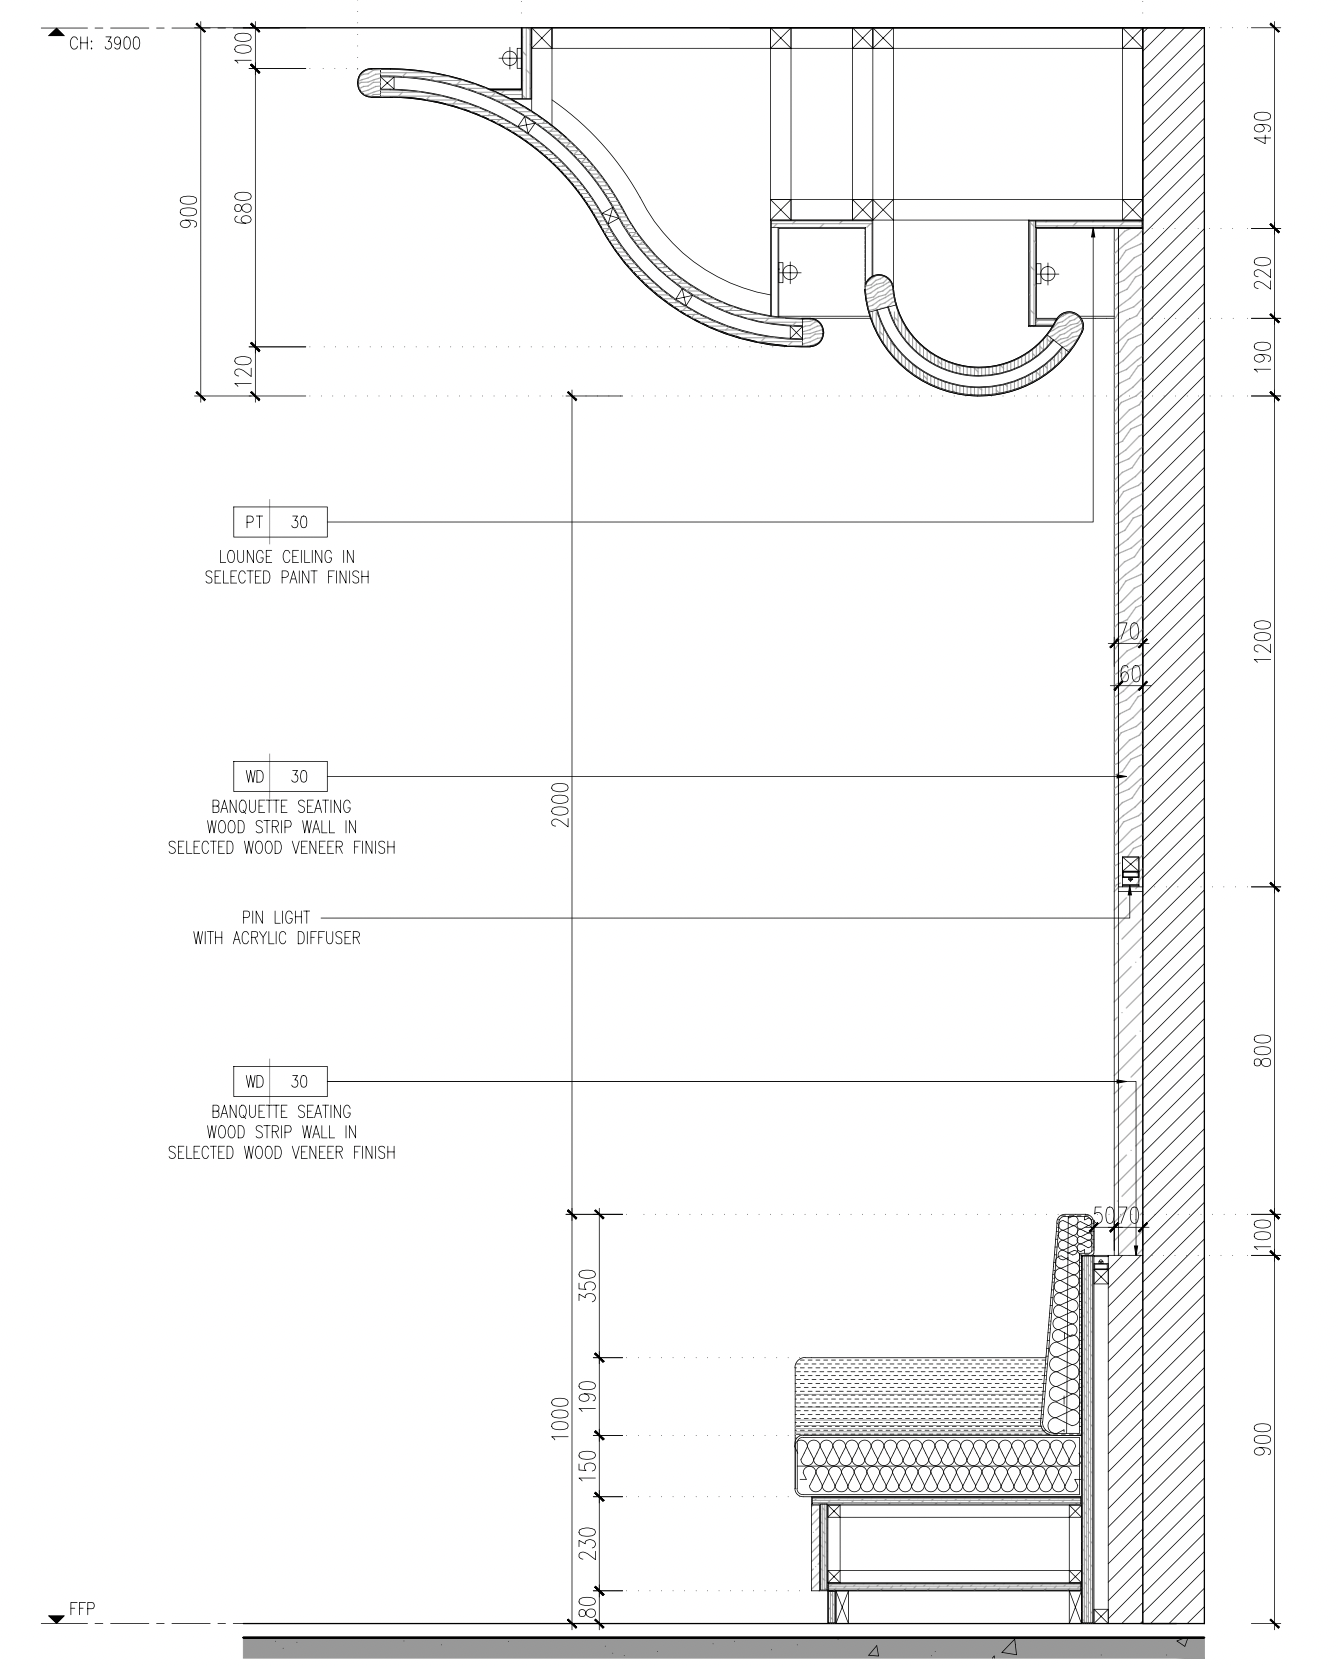 CH: 3900
100
490
680
900
220
190
120
PT 30
LOUNGE CEILING IN
SELECTED PAINT FINISH
70
1200
60
WD 30
2000
BANQUETTE SEATING
WOOD STRIP WALL IN
SELECTED WOOD VENEER FINISH
PIN LIGHT
WITH ACRYLIC DIFFUSER
800
WD 30
BANQUETTE SEATING
WOOD STRIP WALL IN
SELECTED WOOD VENEER FINISH
50 70
100
350
190
1000
900
150
230
80
FFP